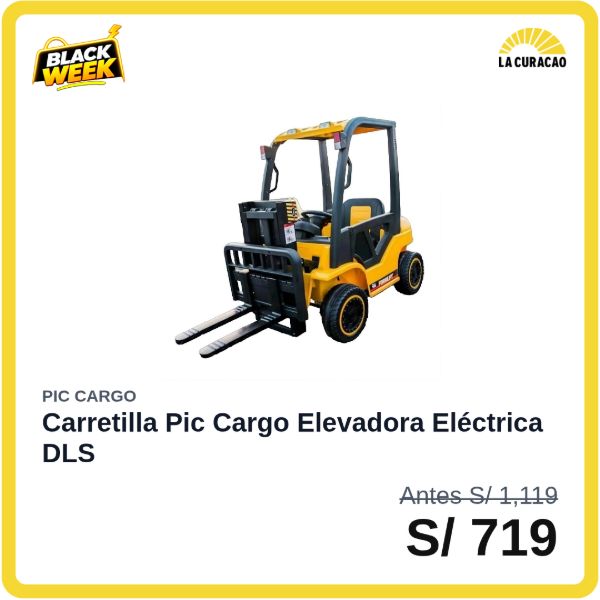 BLACK
WEEK
LA CURACAO
PIC CARGO
Carretilla Pic Cargo Elevadora Eléctrica
DLS
Antes S/ 1,119
S/ 719